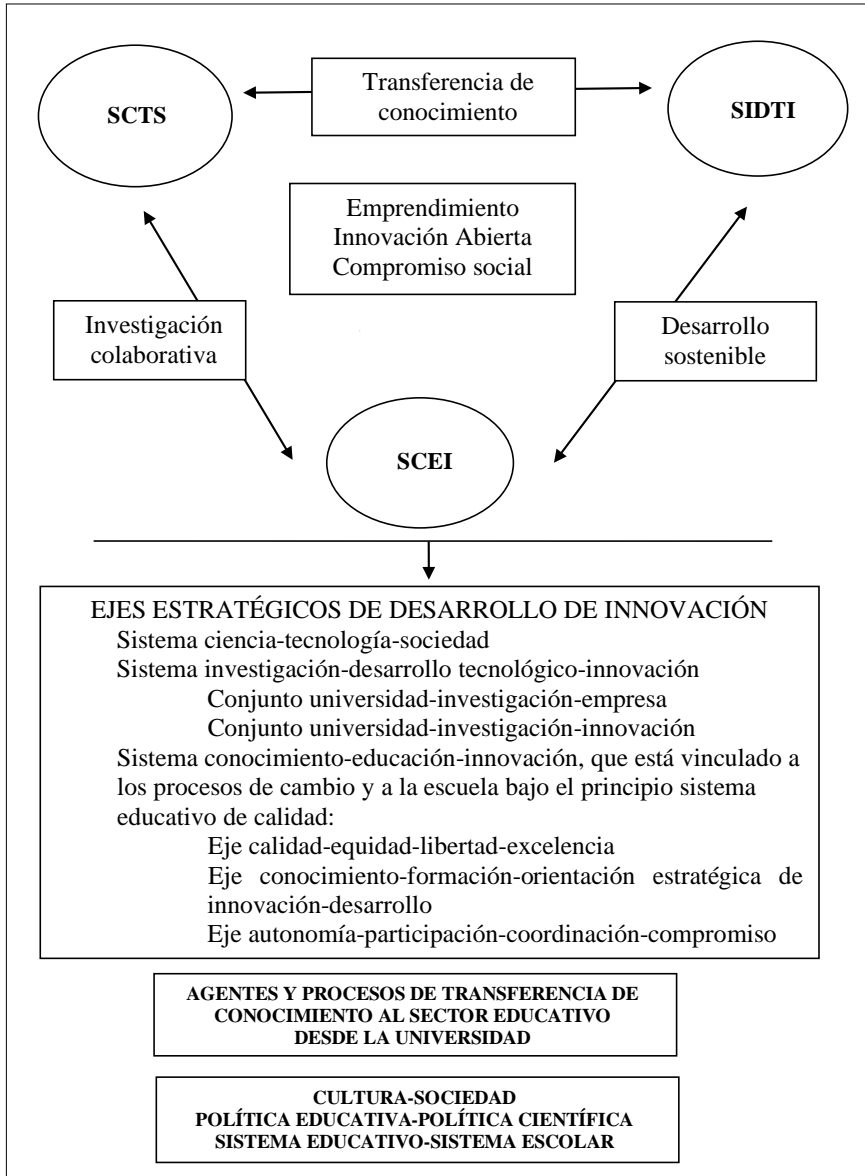 Transferencia de
conocimiento
SCTS
SIDTI
Emprendimiento
Innovación Abierta
Compromiso social
Investigación
colaborativa
Desarrollo
sostenible
SCEI
EJES ESTRATÉGICOS DE DESARROLLO DE INNOVACIÓN
Sistema ciencia-tecnología-sociedad
Sistema investigación-desarrollo tecnológico-innovación
Conjunto universidad-investigación-empresa
Conjunto universidad-investigación-innovación
Sistema conocimiento-educación-innovación, que está vinculado a
los procesos de cambio y a la escuela bajo el principio sistema
educativo de calidad:
Eje calidad-equidad-libertad-excelencia
Eje conocimiento-formación-orientación estratégica de
innovación-desarrollo
Eje autonomía-participación-coordinación-compromiso
AGENTES Y PROCESOS DE TRANSFERENCIA DE
CONOCIMIENTO AL SECTOR EDUCATIVO
DESDE LA UNIVERSIDAD
CULTURA-SOCIEDAD
POLÍTICA EDUCATIVA-POLÍTICA CIENTÍFICA
SISTEMA EDUCATIVO-SISTEMA ESCOLAR